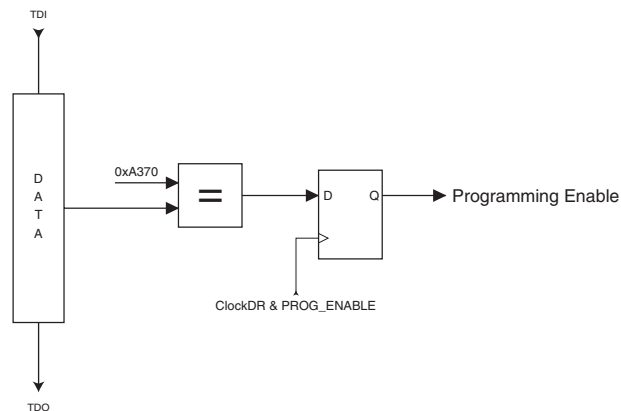 TDI
D
A
T
A
0xA370
=
D
Q
Programming Enable
ClockDR & PROG_ENABLE
TDO